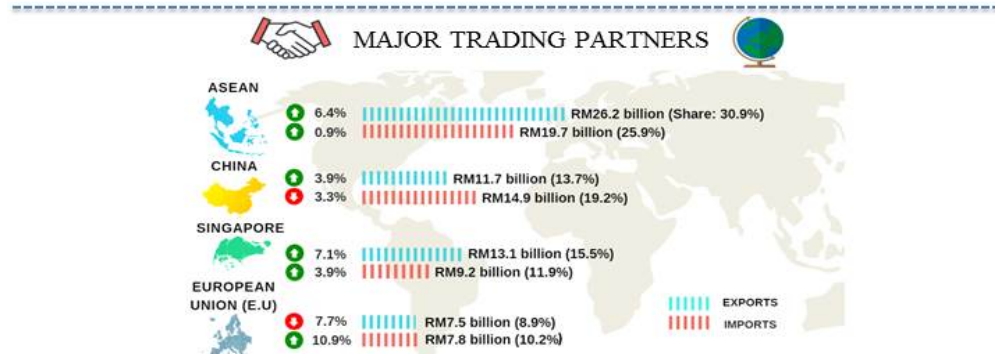 MAJOR TRADING PARTNERS
ASEAN
6.4% RM26.2 billion (Share: 30.9%)
0.9% RM19.7 billion (25.9%)
CHINA
3.9% RM11.7 billion (13.7%)
3.3% RM14.9 billion (19.2%)
SINGAPORE
7.1% RM13.1 billion (15.5%)
3.9% RM9.2 billion (11.9%)
EUROPEAN
UNION (E.U)
7.7% RM7.5 billion (8.9%)
10.9% RM7.8 billion (10.2%)
EXPORTS
IMPORTS